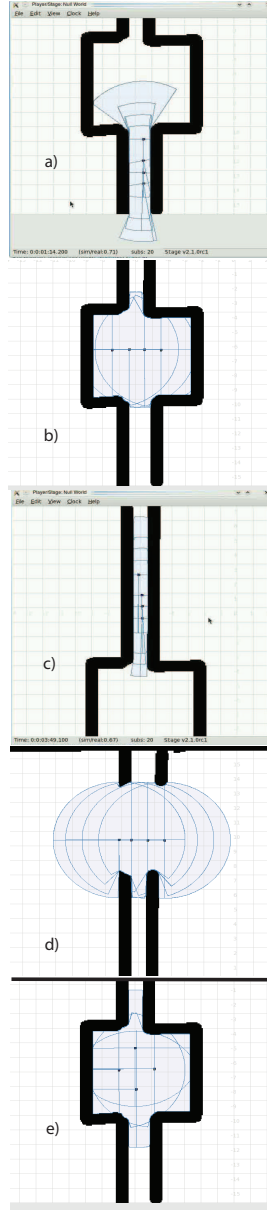 PlayerStage: Null World
File Edit View Clock Help
a)
Time: 0:0:01:14.200 (sim/real:0.71) subs: 20 Stage v2.1.0rc1
b)
PlayerStage: Null World
File Edit View Clock Help
c)
Time: 0:0:03:49.100 (sim/real:0.67) subs: 20 Stage v2.1.0rc1
d)
e)